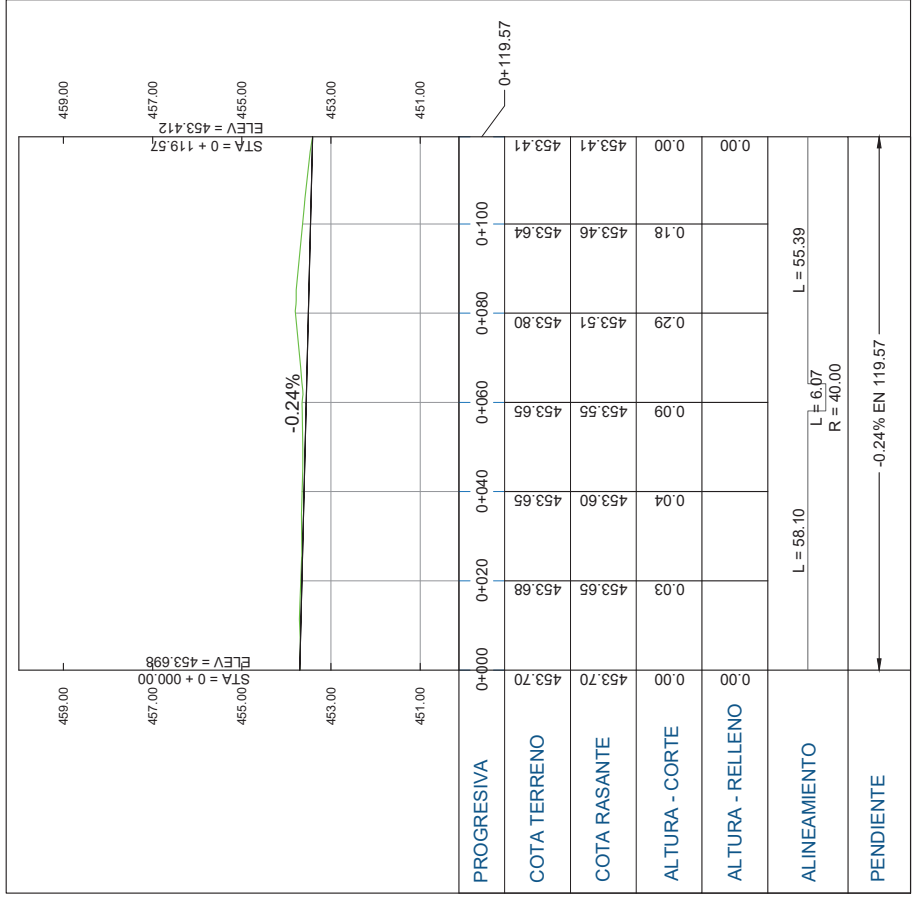 459.00
457.00
455.00
453.00
451.00
459.00
457.00
455.00
453.00
451.00
STA = 0 + 000.00
ELEV = 453.698
STA = 0 + 119.57
ELEV = 453.412
-0.24%
0+119.57
PROGRESIVA 0+000 0+020 0+040 0+060 0+080 0+100
COTA TERRENO 453.70 453.68 453.65 453.65 453.80 453.64 453.41
COTA RASANTE 453.70 453.65 453.60 453.55 453.51 453.46 453.41
ALTURA - CORTE 0.00 0.03 0.04 0.09 0.29 0.18 0.00
ALTURA - RELLENO 0.00 0.00
ALINEAMIENTO L = 58.10 L = 6.07 L = 55.39
R = 40.00
PENDIENTE -0.24% EN 119.57